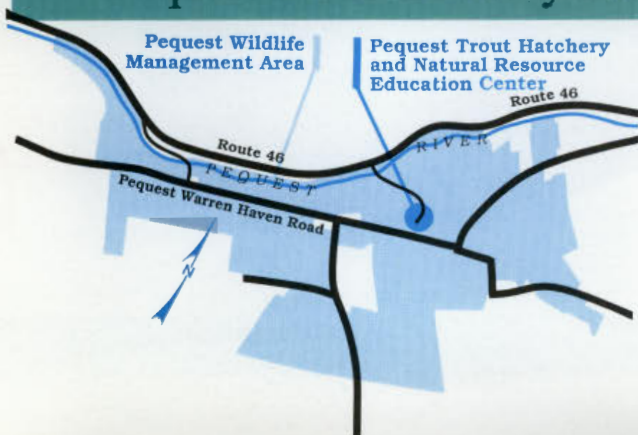 Pequest Wildlife
Management Area
Pequest Trout Hatchery
and Natural Resource
Education Center
Route 46
Route 46
PEQUEST RIVER
Pequest Warren Haven Road
N